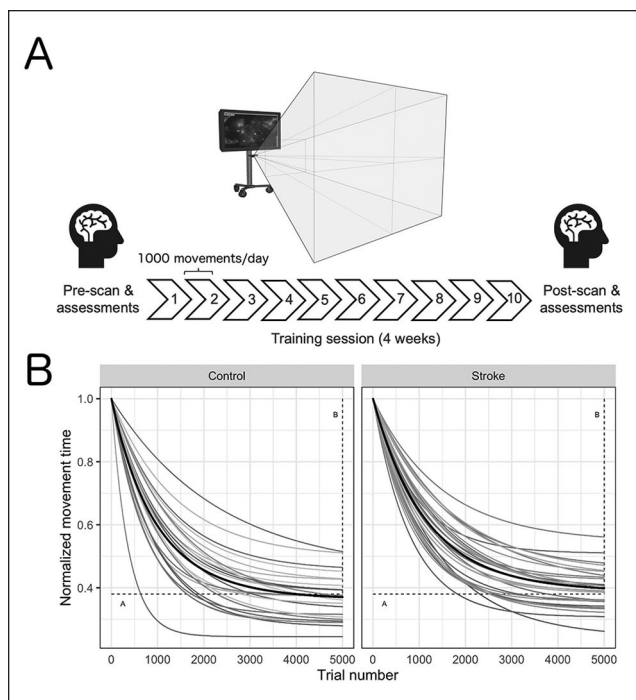 A
1000 movements/day
Pre-scan &
assessments
1 2 3 4 5 6 7 8 9 10
Post-scan &
assessments
Training session (4 weeks)
B
Control
Stroke
Normalized movement time
1.0
0.8
0.6
0.4
B
A
B
A
0 1000 2000 3000 4000 5000
0 1000 2000 3000 4000 5000
Trial number